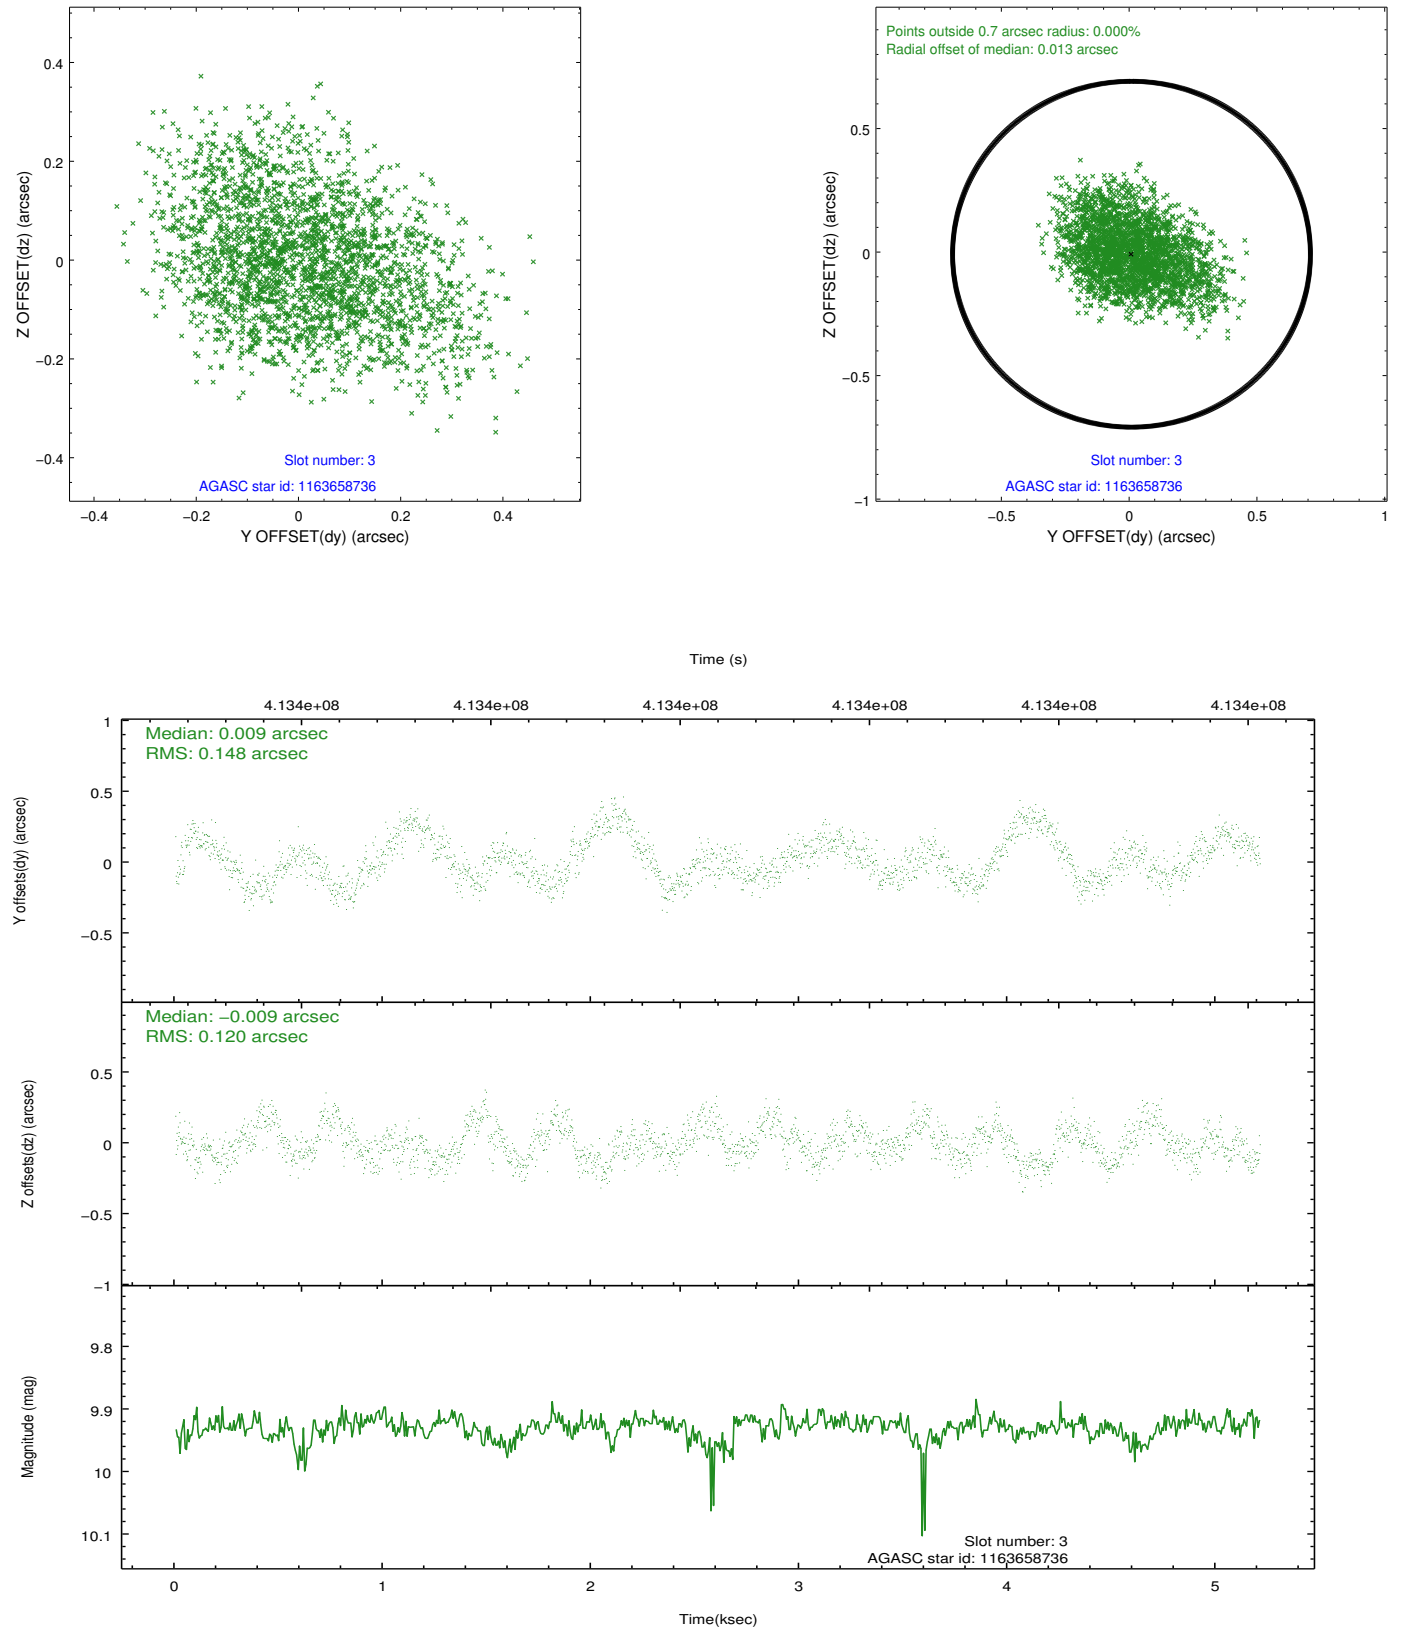 0.4
0.2
0
−0.2
−0.4
Z OFFSET(dz) (arcsec)
Slot number: 3
AGASC star id: 1163658736
−0.4 −0.2 0 0.2 0.4
Y OFFSET(dy) (arcsec)
Points outside 0.7 arcsec radius: 0.000%
Radial offset of median: 0.013 arcsec
0.5
0
−0.5
−1
Z OFFSET(dz) (arcsec)
Slot number: 3
AGASC star id: 1163658736
−0.5 0 0.5 1
Y OFFSET(dy) (arcsec)
Time (s)
4.134e+08 4.134e+08 4.134e+08 4.134e+08 4.134e+08 4.134e+08
Median: 0.009 arcsec
RMS: 0.148 arcsec
1
0.5
0
−0.5
Y offsets(dy) (arcsec)
Median: −0.009 arcsec
RMS: 0.120 arcsec
0.5
0
−0.5
−1
Z offsets(dz) (arcsec)
9.8
9.9
10
10.1
Magnitude (mag)
Slot number: 3
AGASC star id: 1163658736
0 1 2 3 4 5
Time(ksec)